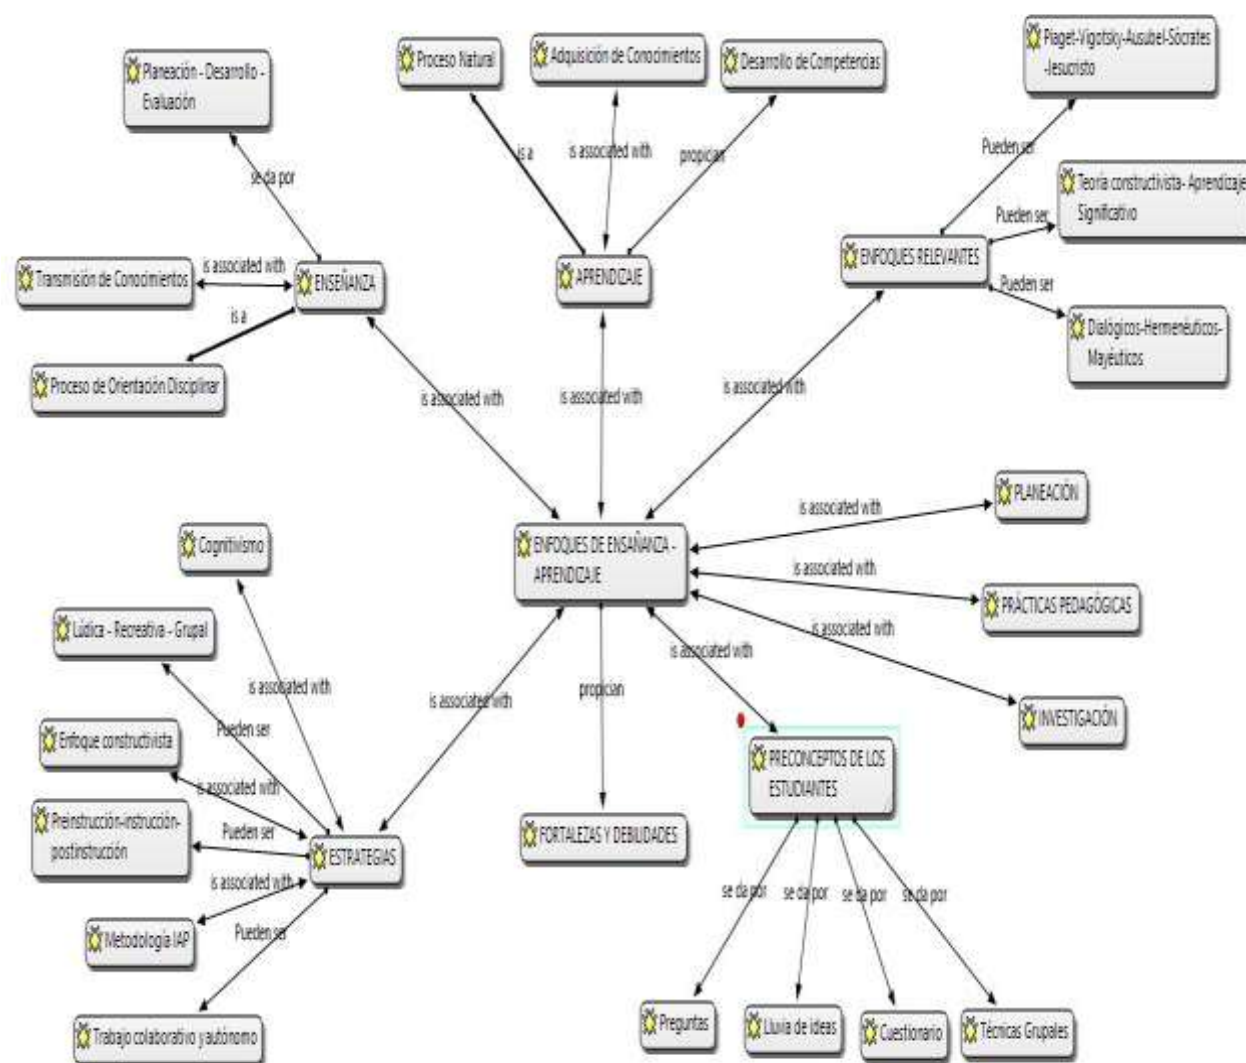 Piaget-Vigotsky-Ausubel-Sòcrates
-Jesucristo
Proceso Natural
Adquisición de Conocimientos
Desarrollo de Competencias
Planeación - Desarrollo -
Evaluación
is a
is associated with
propician
Pueden ser
se da por
Teoría constructivista- Aprendizaje
Significativo
Pueden ser
Transmisión de Conocimientos
is associated with
ENSEÑANZA
APRENDIZAJE
ENFOQUES RELEVANTES
Pueden ser
is a
Dialógicos-Hermenéuticos-
Mayéuticos
Proceso de Orientación Disciplinar
is associated with
is associated with
is associated with
PLANEACIÓN
is associated with
Cognitivismo
ENFOQUES DE ENSAÑANZA -
APRENDIZAJE
is associated with
PRÁCTICAS PEDAGÓGICAS
Lúdica - Recreativa - Grupal
is associated with
is associated with
is associated with
is associated with
propician
INVESTIGACIÓN
Pueden ser
Enfoque constructivista
is associated with
PRECONCEPTOS DE LOS
ESTUDIANTES
Preinstrucción-instrucción-
postinstrucción
Pueden ser
FORTALEZAS Y DEBILIDADES
ESTRATEGIAS
is associated with
se da por
se da por
se da por
se da por
Metodología IAP
Pueden ser
Trabajo colaborativo yautónomo
Preguntas
Lluvia de ideas
Cuestionario
Técnicas Grupales